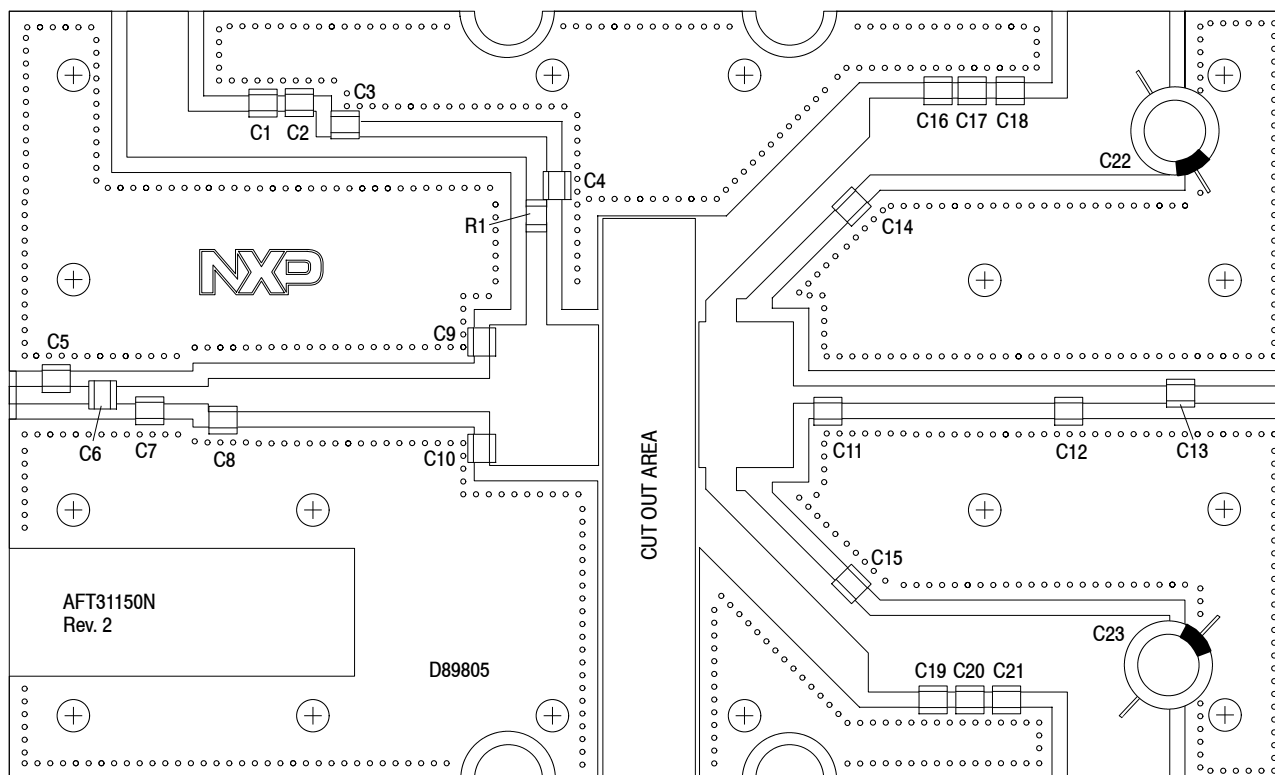 C3
C1
C2
C16
C17
C18
C22
C4
R1
C14
NXP
C9
C5
C6
C7
C8
C10
C11
C12
C13
CUT OUT AREA
C15
AFT31150N
Rev. 2
C23
D89805
C19
C20
C21